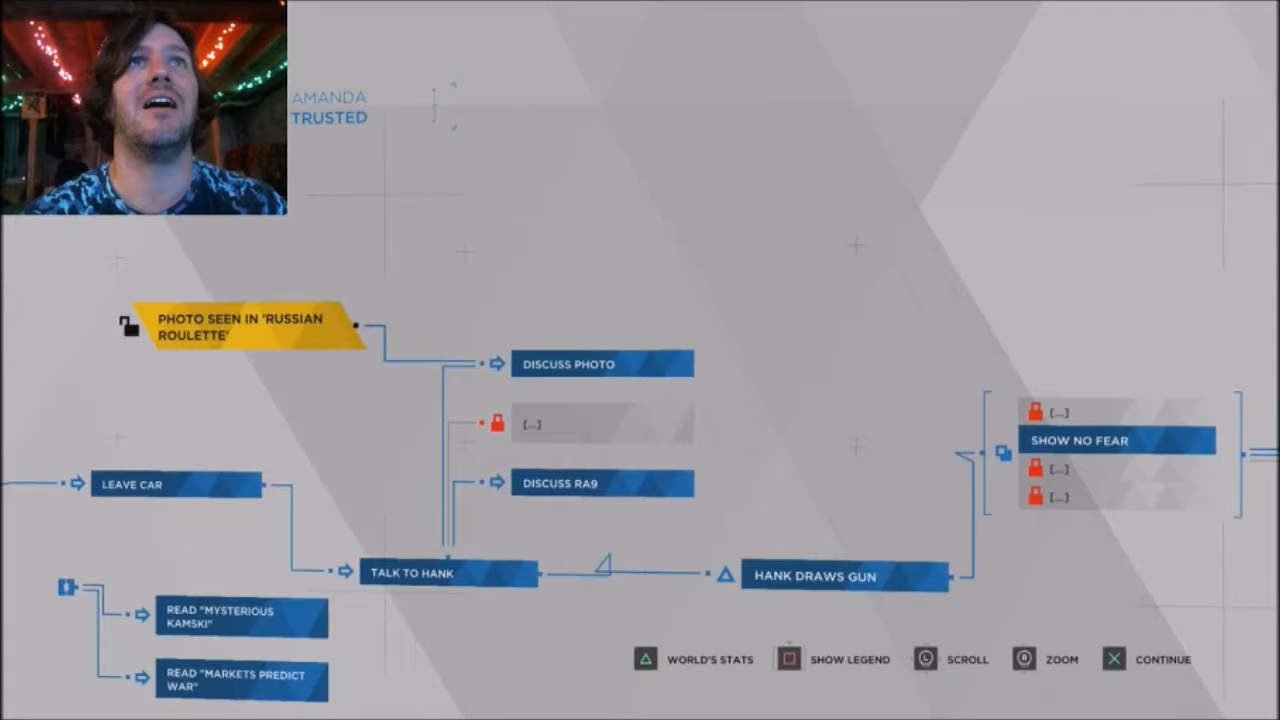 AMANDA
TRUSTED
PHOTO SEEN IN 'RUSSIAN
ROULETTE'
DISCUSS PHOTO
[...]
[...]
SHOW NO FEAR
[...]
[...]
LEAVE CAR
DISCUSS RA9
TALK TO HANK
HANK DRAWS GUN
READ "MYSTERIOUS
KAMSKI"
READ "MARKETS PREDICT
WAR"
WORLD'S STATS
SHOW LEGEND
L
SCROLL
R
ZOOM
CONTINUE